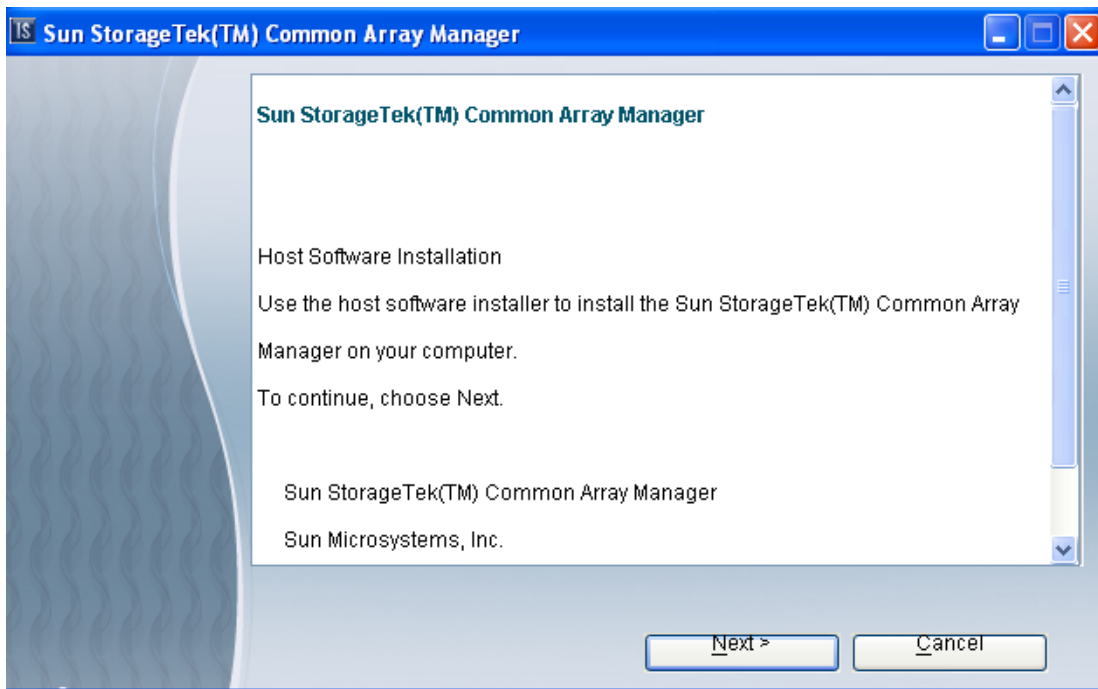 Sun StorageTek(TM) Common Array Manager
Sun StorageTek(TM) Common Array Manager
Host Software Installation
Use the host software installer to install the Sun StorageTek(TM) Common Array
Manager on your computer.
To continue, choose Next.
Sun StorageTek(TM) Common Array Manager
Sun Microsystems, Inc.
Next >
Cancel